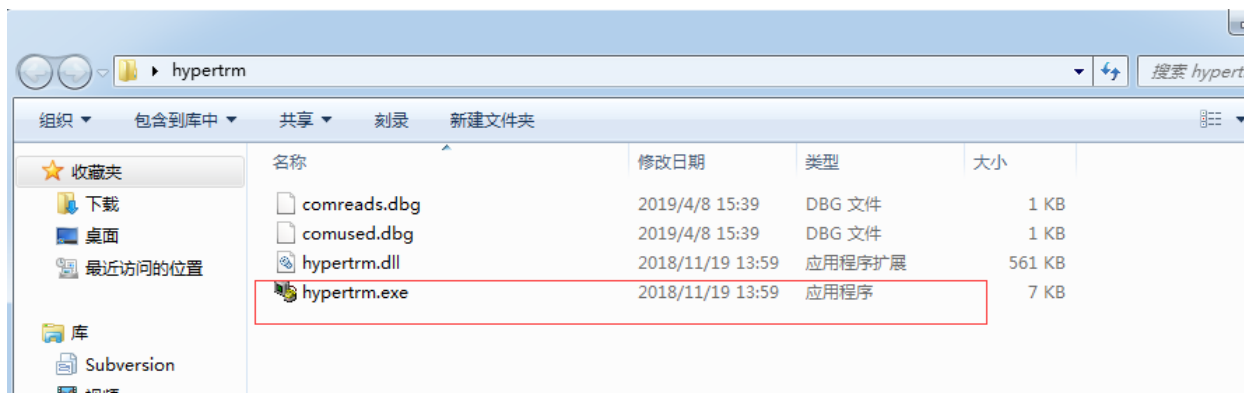 hypertrm
搜索 hypert
组织
包含到库中
共享
刻录
新建文件夹
名称 修改日期 类型 大小
收藏夹
下载
桌面
最近访问的位置
库
Subversion
comreads.dbg 2019/4/8 15:39 DBG 文件 1 KB
comused.dbg 2019/4/8 15:39 DBG 文件 1 KB
hypertrm.dll 2018/11/19 13:59 应用程序扩展 561 KB
hypertrm.exe 2018/11/19 13:59 应用程序 7 KB